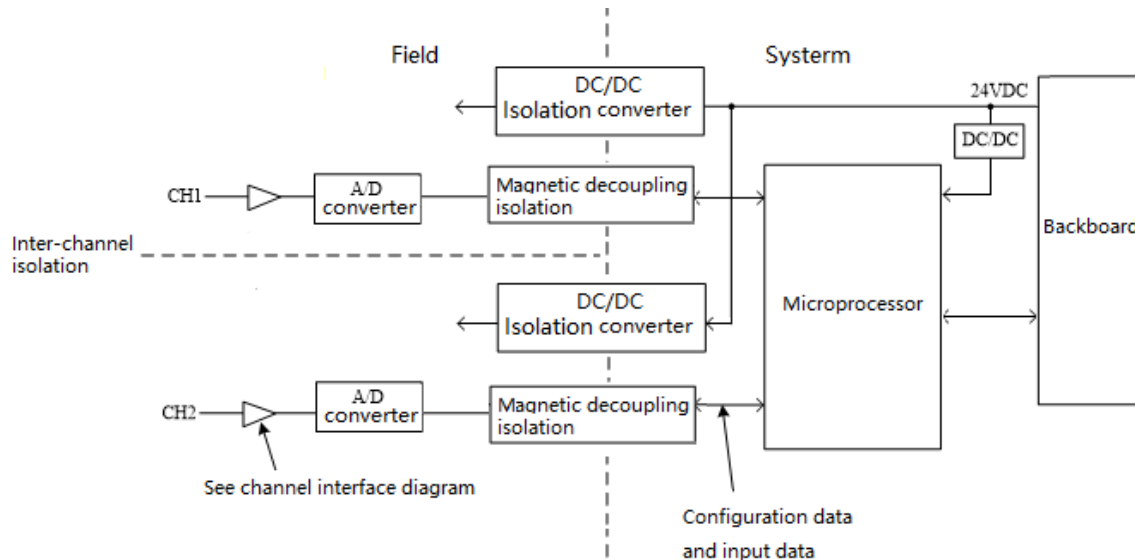 Field
Systerm
DC/DC
Isolation converter
24VDC
DC/DC
CH1
A/D
converter
Magnetic decoupling
isolation
Backboard
Inter-channel
isolation
DC/DC
Isolation converter
Microprocessor
CH2
A/D
converter
Magnetic decoupling
isolation
See channel interface diagram
Configuration data
and input data